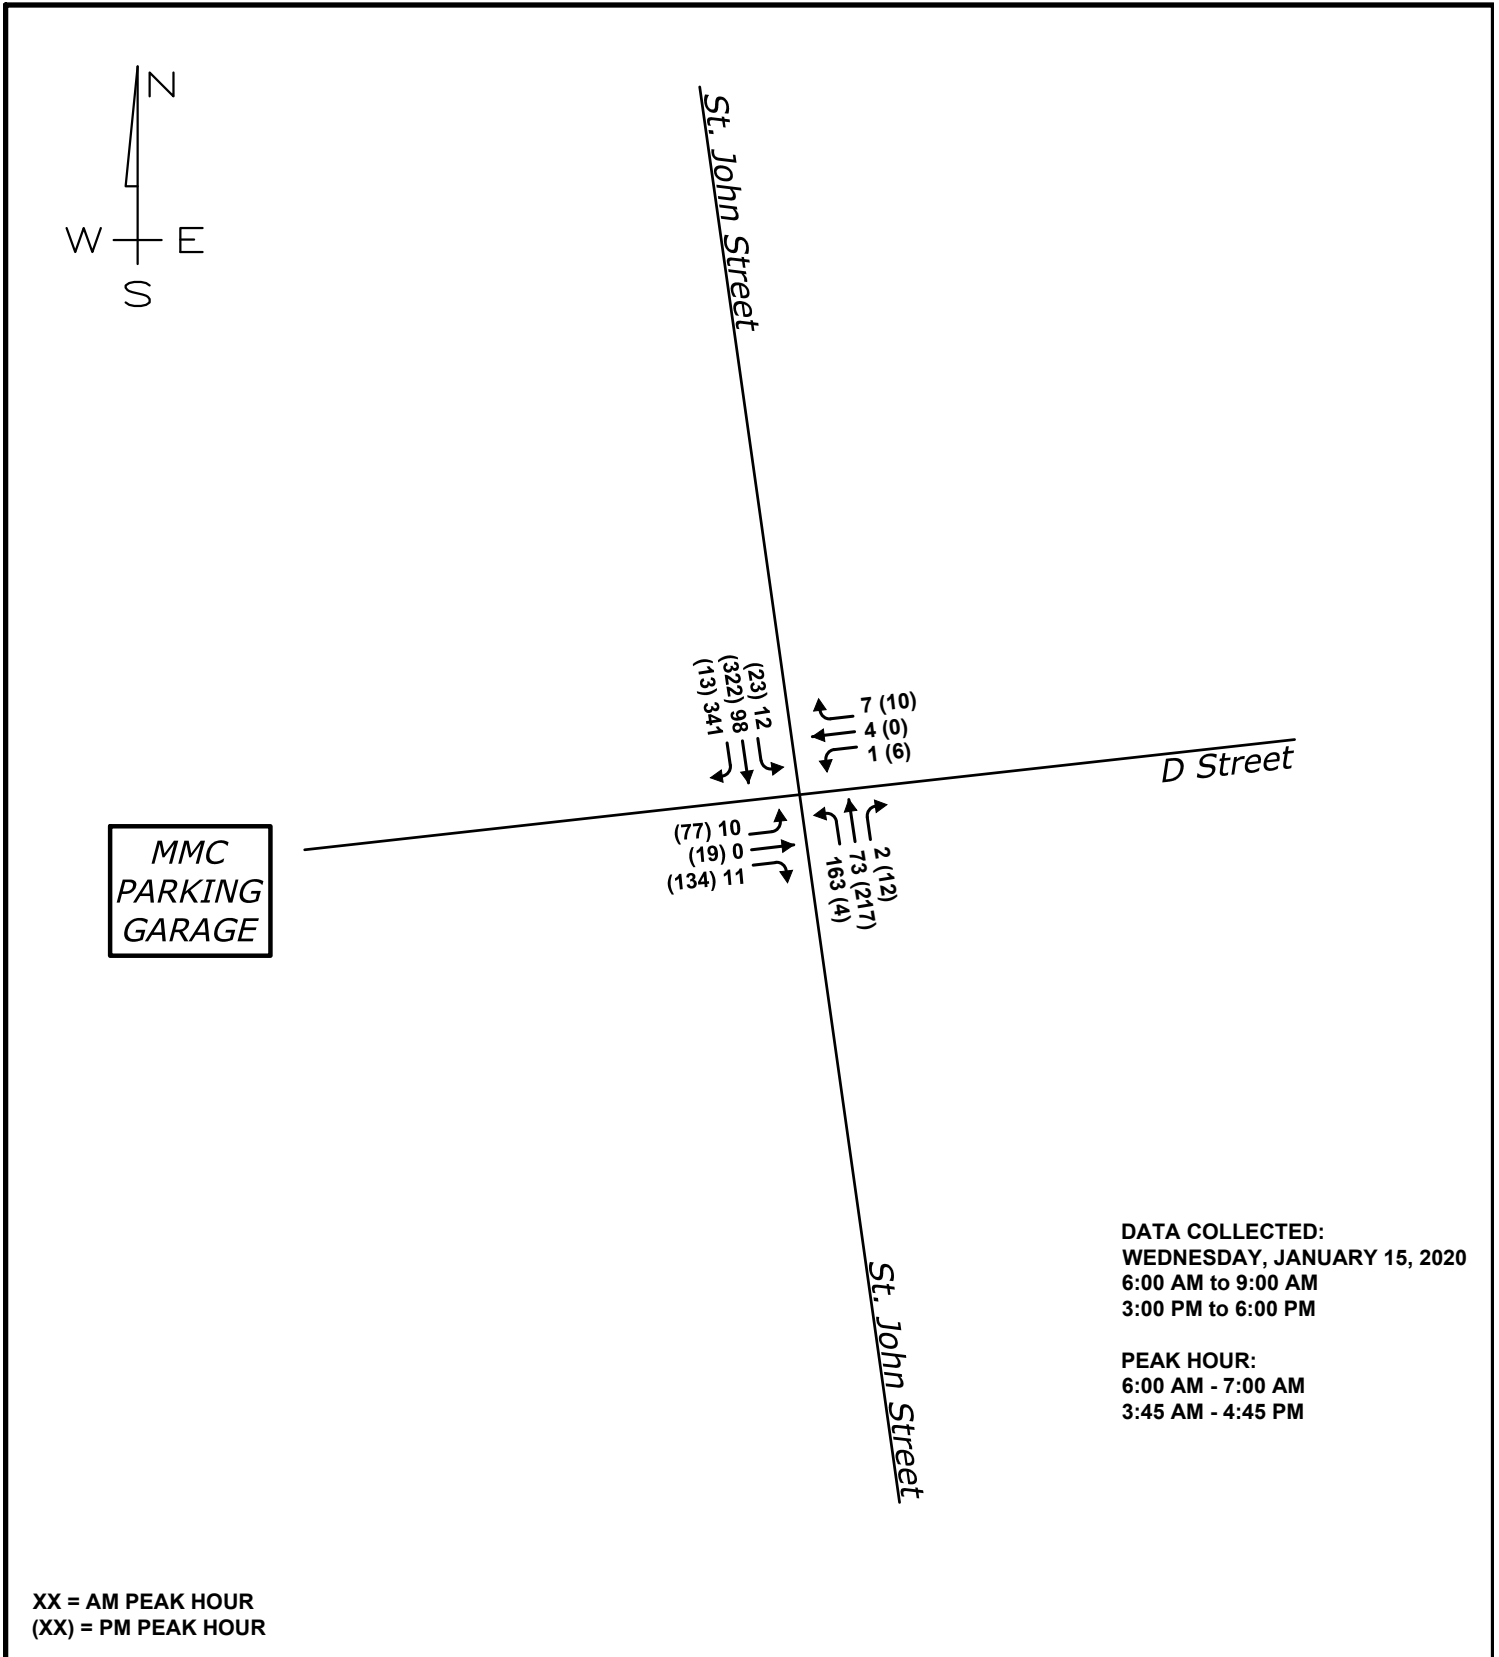 N
W E
S
St. John Street
(13) 341
(322) 98
(23) 12
7 (10)
4 (0)
1 (6)
D Street
MMC
PARKING
GARAGE
(77) 10
(19) 0
(134) 11
163 (4)
73 (217)
2 (12)
St. John Street
DATA COLLECTED:
WEDNESDAY, JANUARY 15, 2020
6:00 AM to 9:00 AM
3:00 PM to 6:00 PM
PEAK HOUR:
6:00 AM - 7:00 AM
3:45 AM - 4:45 PM
XX = AM PEAK HOUR
(XX) = PM PEAK HOUR